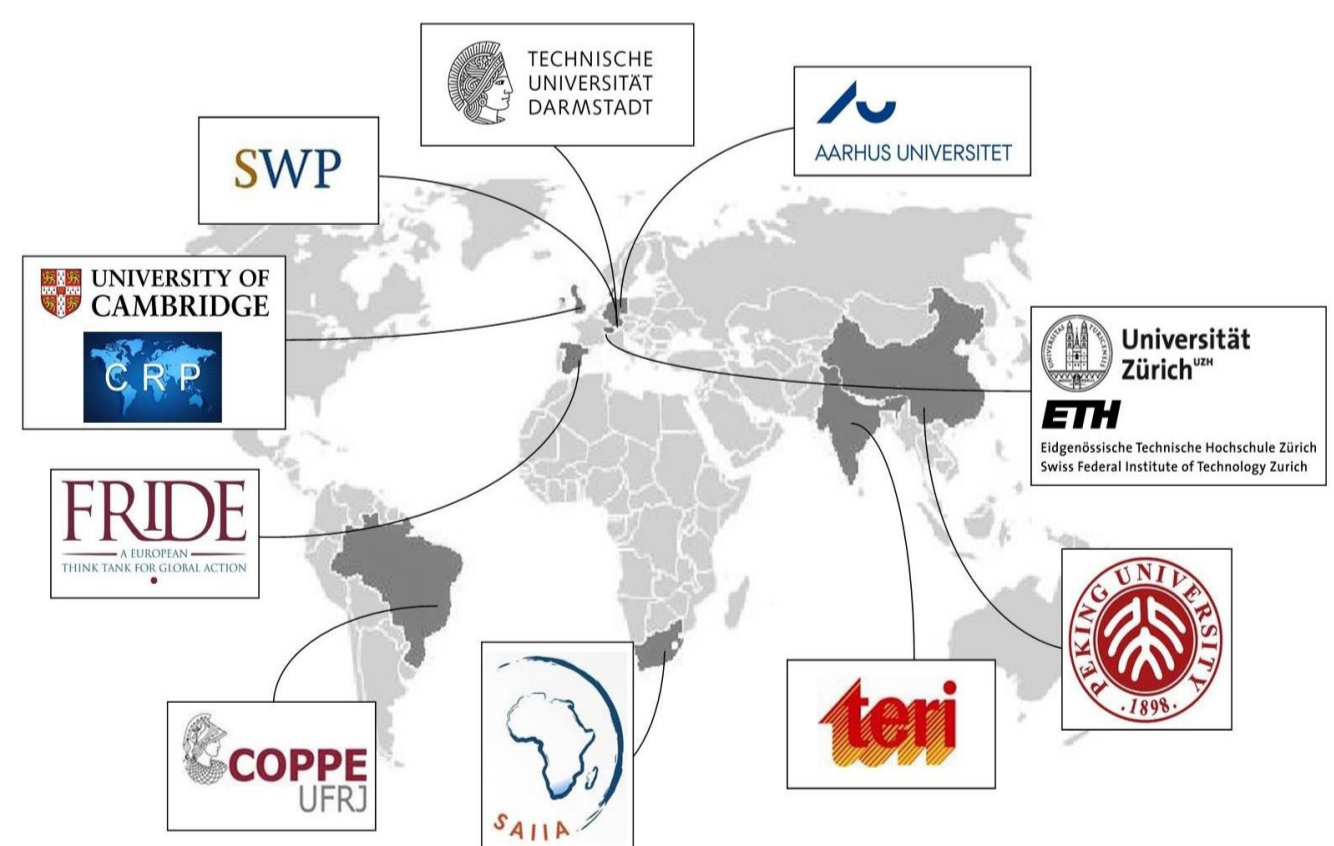 TECHNISCHE
UNIVERSITÄT
DARMSTADT
AARHUS UNIVERSITET
SWP
UNIVERSITY OF
CAMBRIDGE
CRP
Universität
Zürich UZH
ETH
Eidgenössische Technische Hochschule Zürich
Swiss Federal Institute of Technology Zurich
FRIDE
A EUROPEAN
THINK TANK FOR GLOBAL ACTION
PEKING UNIVERSITY
· 1898 ·
teri
COPPE
UFRJ
SAIIA